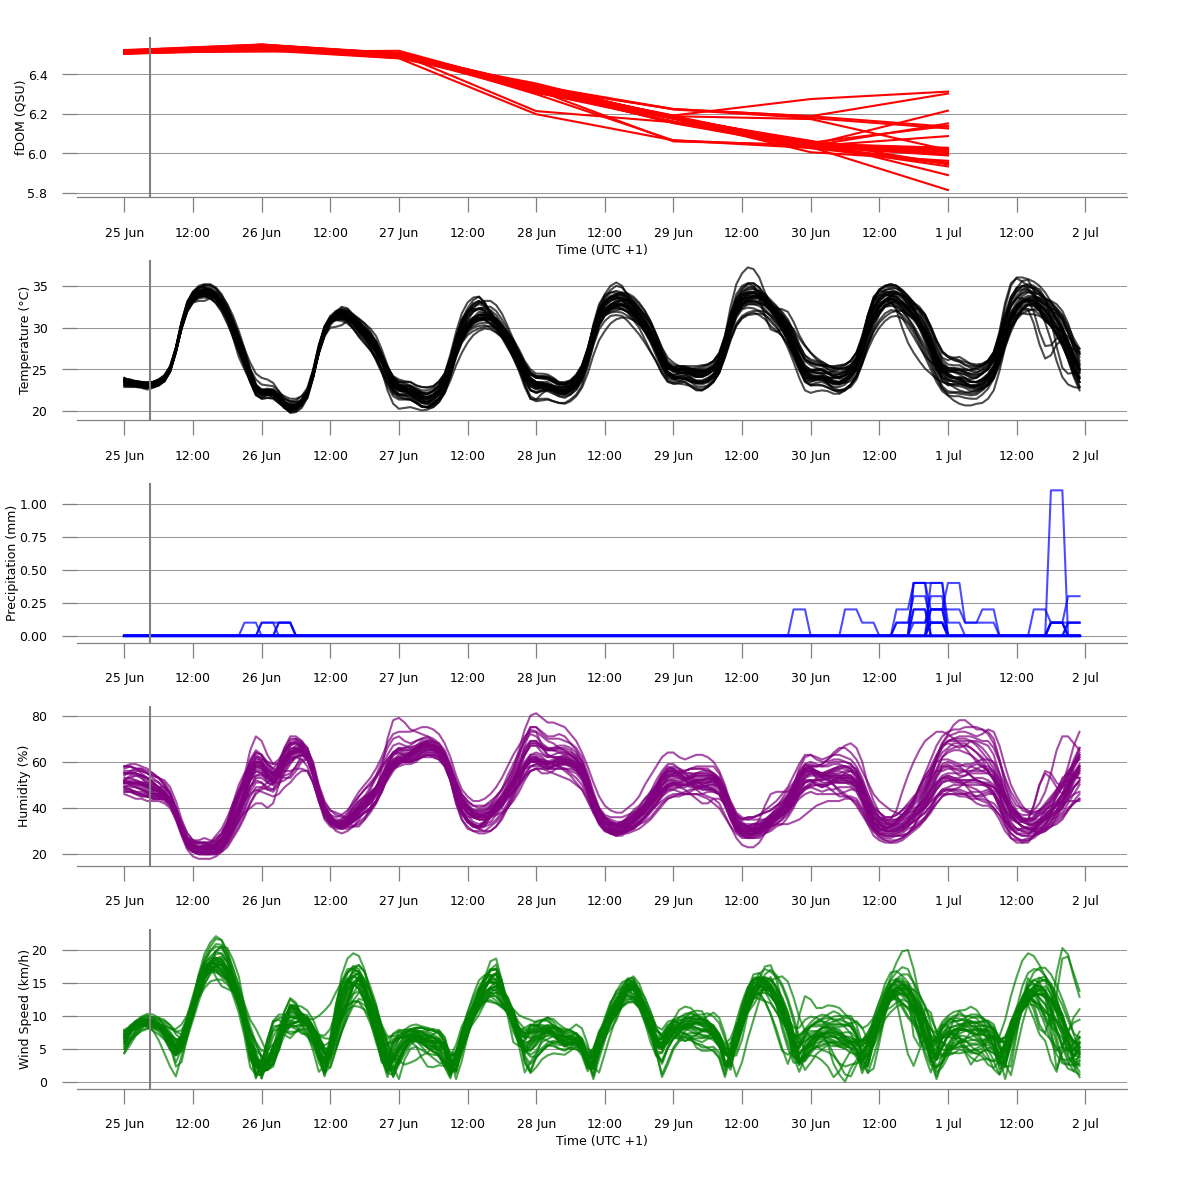 fDOM (QSU)
6.4
6.2
6.0
5.8
25 Jun 12:00 26 Jun 12:00 27 Jun 12:00 28 Jun 12:00 29 Jun 12:00 30 Jun 12:00 1 Jul 12:00 2 Jul
Time (UTC +1)
Temperature (°C)
35
30
25
20
25 Jun 12:00 26 Jun 12:00 27 Jun 12:00 28 Jun 12:00 29 Jun 12:00 30 Jun 12:00 1 Jul 12:00 2 Jul
Precipitation (mm)
1.00
0.75
0.50
0.25
0.00
25 Jun 12:00 26 Jun 12:00 27 Jun 12:00 28 Jun 12:00 29 Jun 12:00 30 Jun 12:00 1 Jul 12:00 2 Jul
Humidity (%)
80
60
40
20
25 Jun 12:00 26 Jun 12:00 27 Jun 12:00 28 Jun 12:00 29 Jun 12:00 30 Jun 12:00 1 Jul 12:00 2 Jul
Wind Speed (km/h)
20
15
10
5
0
25 Jun 12:00 26 Jun 12:00 27 Jun 12:00 28 Jun 12:00 29 Jun 12:00 30 Jun 12:00 1 Jul 12:00 2 Jul
Time (UTC +1)